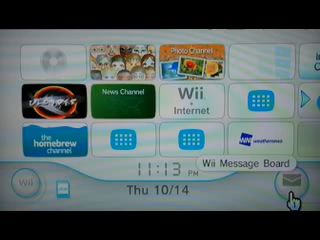 Photo Channel
News Channel
Wii
Internet
the
homebrew
channel
weathernews
Wii Message Board
11:13 PM
Wii
Thu 10/14